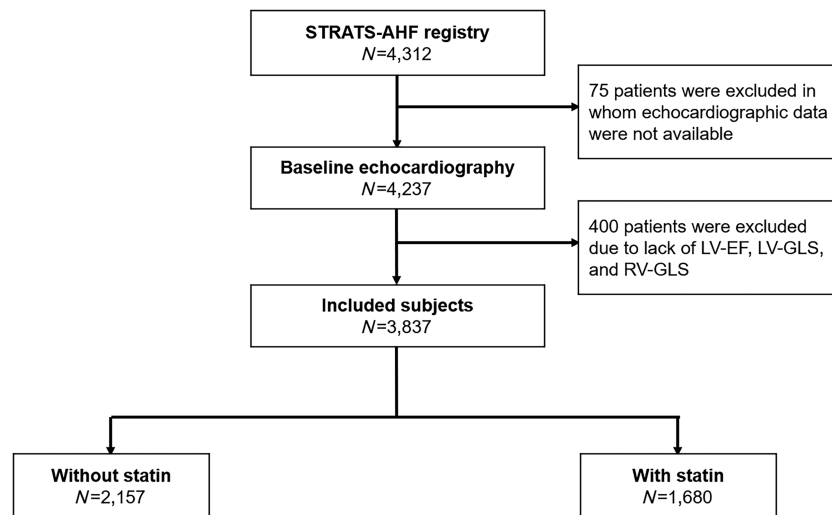 STRATS-AHF registry
N=4,312
75 patients were excluded in
whom echocardiographic data
were not available
Baseline echocardiography
N=4,237
400 patients were excluded
due to lack of LV-EF, LV-GLS,
and RV-GLS
Included subjects
N=3,837
Without statin
N=2,157
With statin
N=1,680